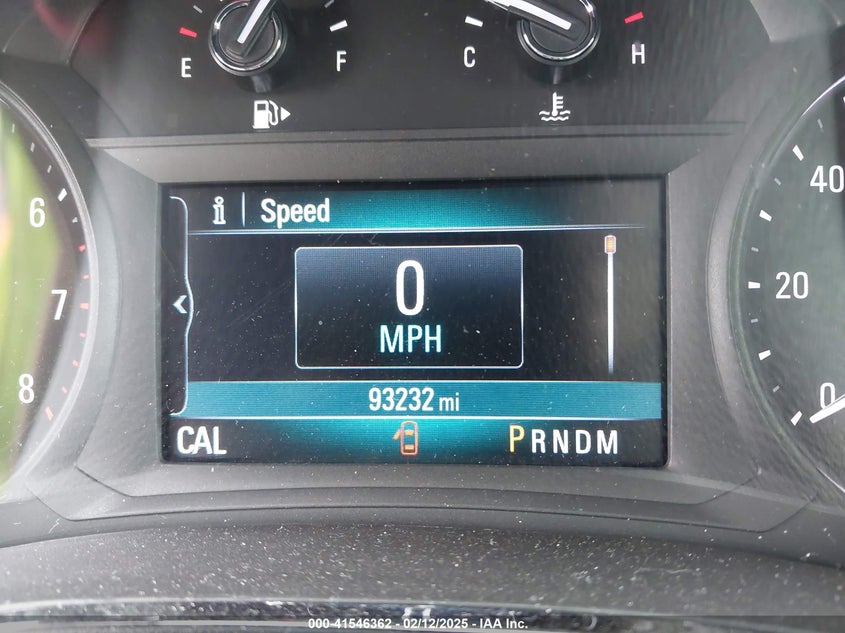 E F
C H
6
7
8
i Speed
0
MPH
93232 mi
CAL
PRNDM
40
20
0
000-41546362 - 02/12/2025 - IAA Inc.